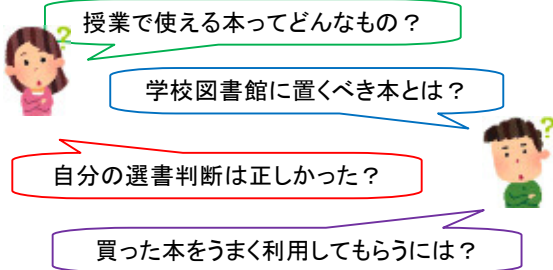 授業で使える本ってどんなもの？
学校図書館に置くべき本とは？
自分の選書判断は正しかった？
買った本をうまく利用してもらうには？